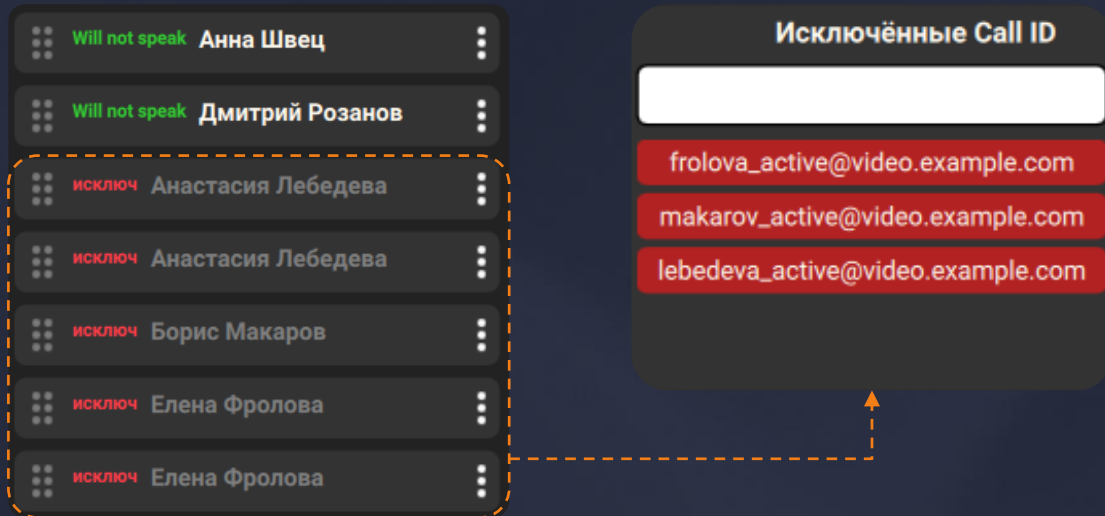 Will not speak Анна Швец
Will not speak Дмитрий Розанов
исключ Анастасия Лебедева
исключ Анастасия Лебедева
исключ Борис Макаров
исключ Елена Фролова
исключ Елена Фролова
Исключённые Call ID
frolova_active@video.example.com
makarov_active@video.example.com
lebedeva_active@video.example.com